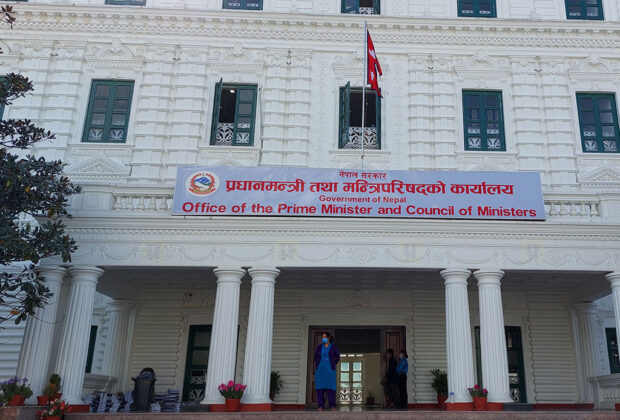 नेपाल सरकार
प्रधानमन्त्री तथा मन्त्रिपरिषद्को कार्यालय
Government of Nepal
Office of the Prime Minister and Council of Ministers